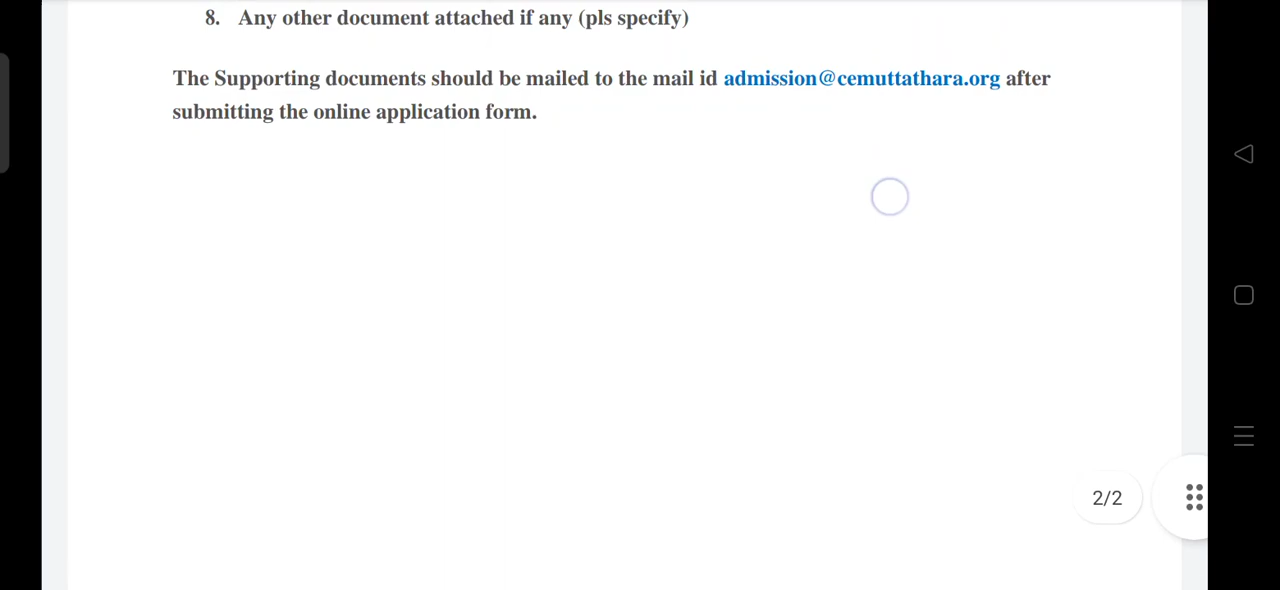 8. Any other document attached if any (pls specify)
The Supporting documents should be mailed to the mail id admission@cemuttathara.org after
submitting the online application form.
2/2